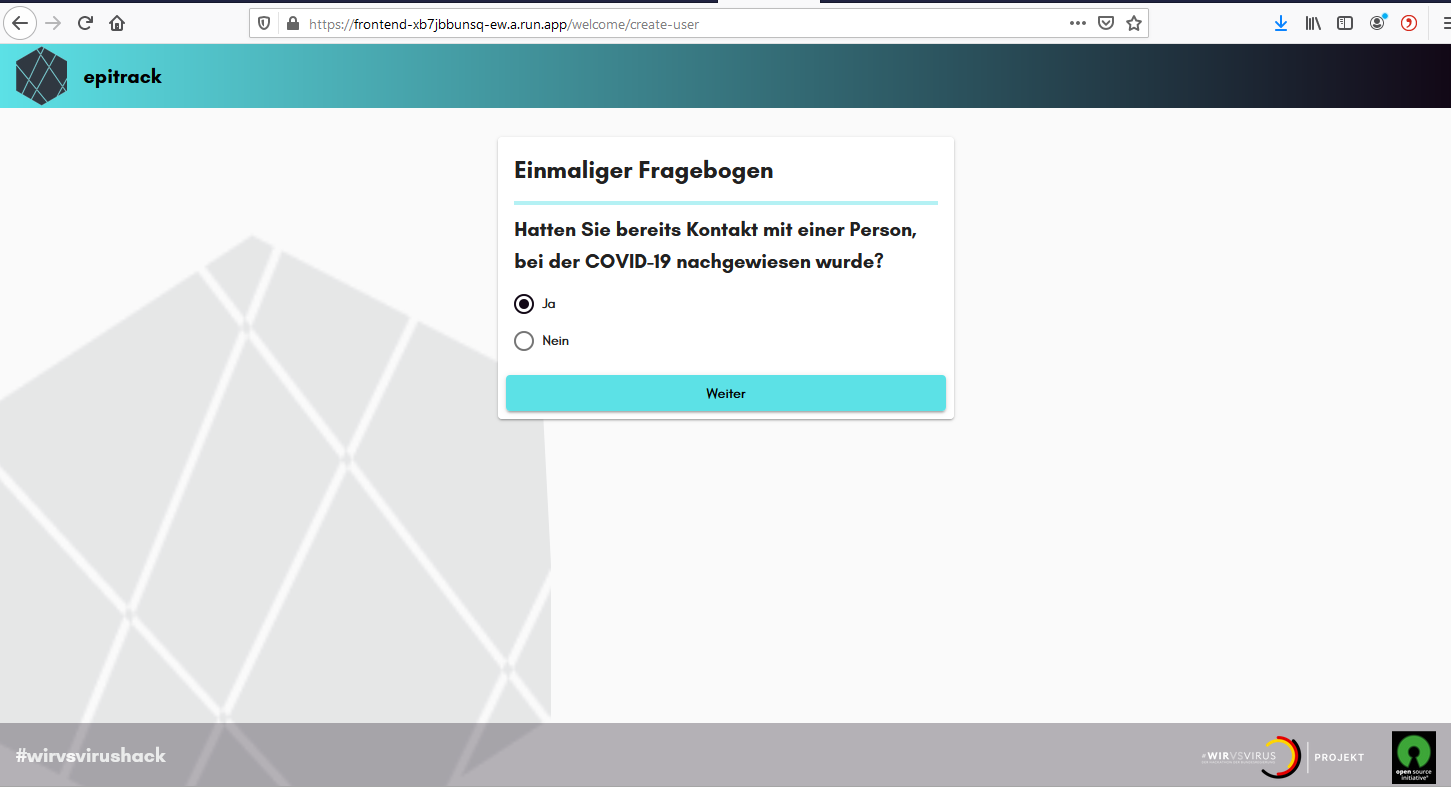 https://frontend-xb7jbbunsq-ew.a.run.app/welcome/create-user
epitrack
Einmaliger Fragebogen
Hatten Sie bereits Kontakt mit einer Person,
bei der COVID-19 nachgewiesen wurde?
Ja
Nein
Weiter
#wirvsvirushack
#WIRVSVIRUS
PROJEKT
open source
initiative®